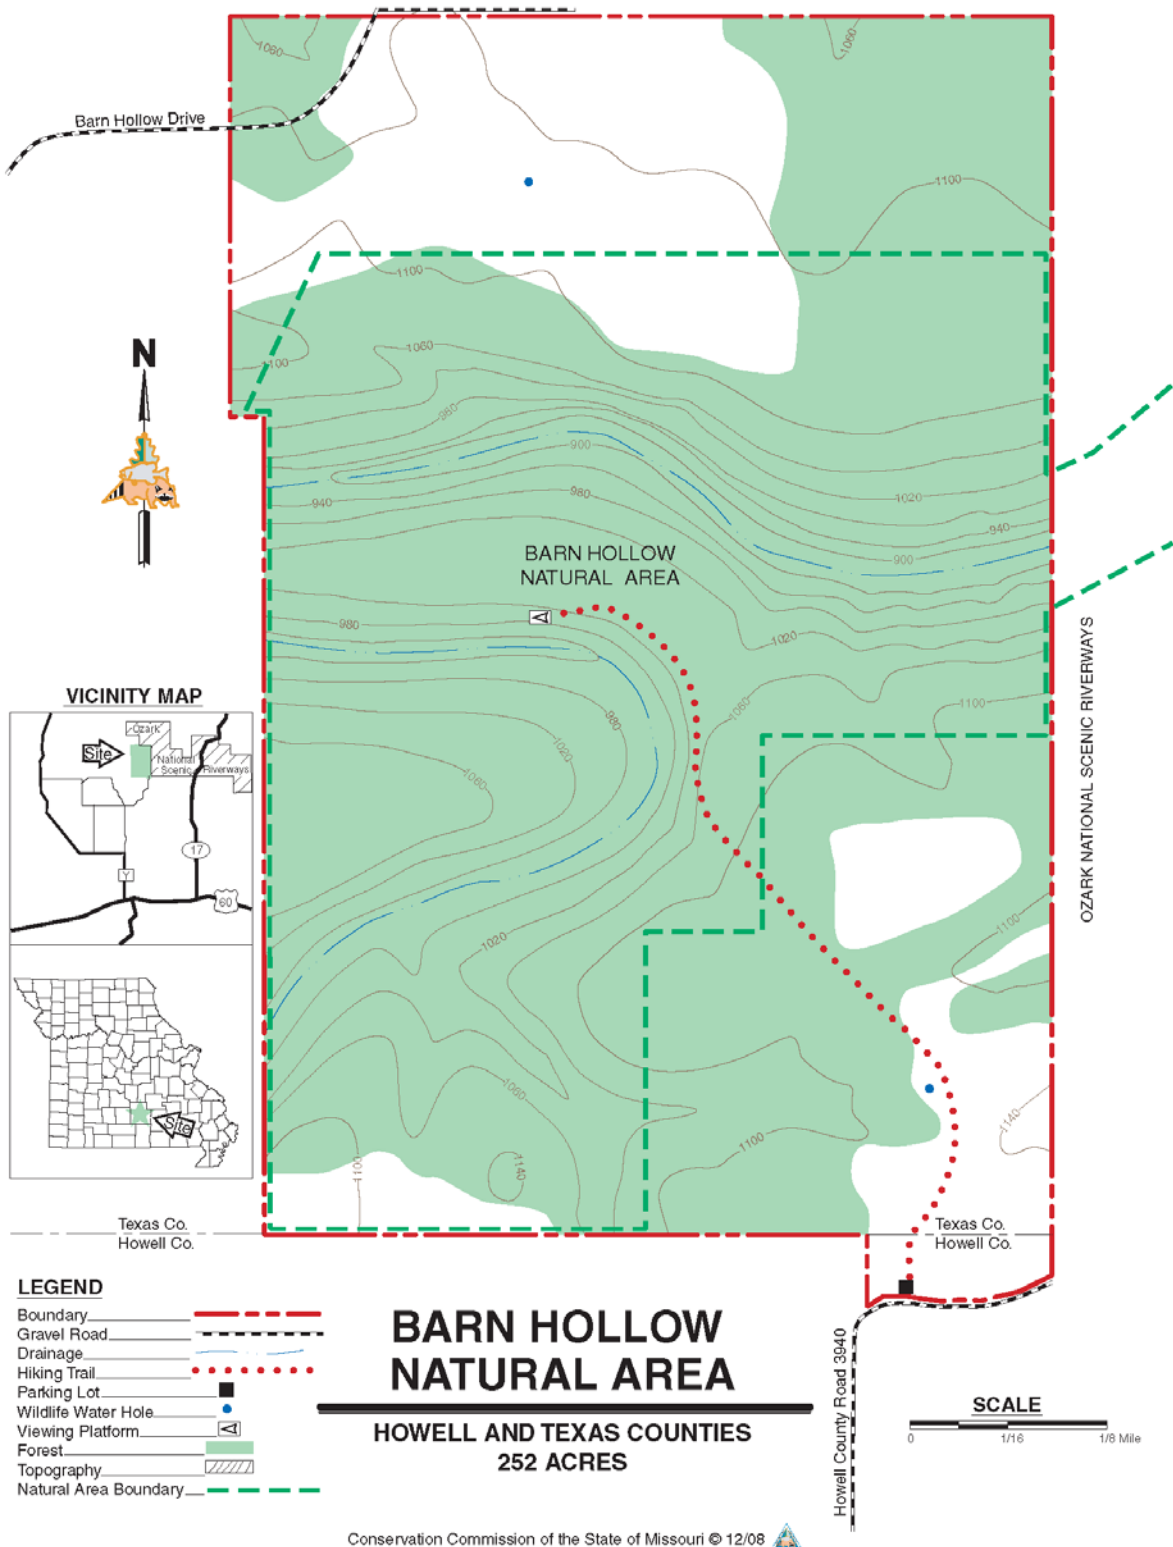 1060
1060
Barn Hollow Drive
1100
1100
1060
1100
N
980
900
980
940
1020
940
900
BARN HOLLOW
NATURAL AREA
980
1020
OZARK NATIONAL SCENIC RIVERWAYS
1100
1060
980
1020
1060
VICINITY MAP
Ozark
Site
National
Scenic Riverways
17
Y
60
1020
1100
1060
1100
1140
1140
1100
Site
Texas Co.
Howell Co.
Texas Co.
Howell Co.
LEGEND
Boundary
Gravel Road
Drainage
Hiking Trail
Parking Lot
Wildlife Water Hole
Viewing Platform
Forest
Topography
Natural Area Boundary
BARN HOLLOW
NATURAL AREA
HOWELL AND TEXAS COUNTIES
252 ACRES
Howell County Road 3940
SCALE
0 1/16 1/8 Mile
Conservation Commission of the State of Missouri © 12/08